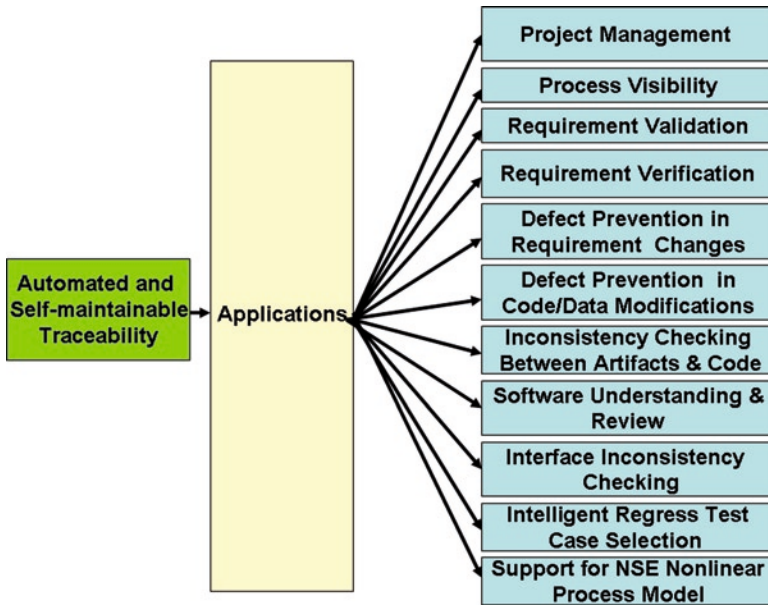 Automated and
Self-maintainable
Traceability
Applications
Project Management
Process Visibility
Requirement Validation
Requirement Verification
Defect Prevention in
Requirement Changes
Defect Prevention in
Code/Data Modifications
Inconsistency Checking
Between Artifacts & Code
Software Understanding &
Review
Interface Inconsistency
Checking
Intelligent Regress Test
Case Selection
Support for NSE Nonlinear
Process Model